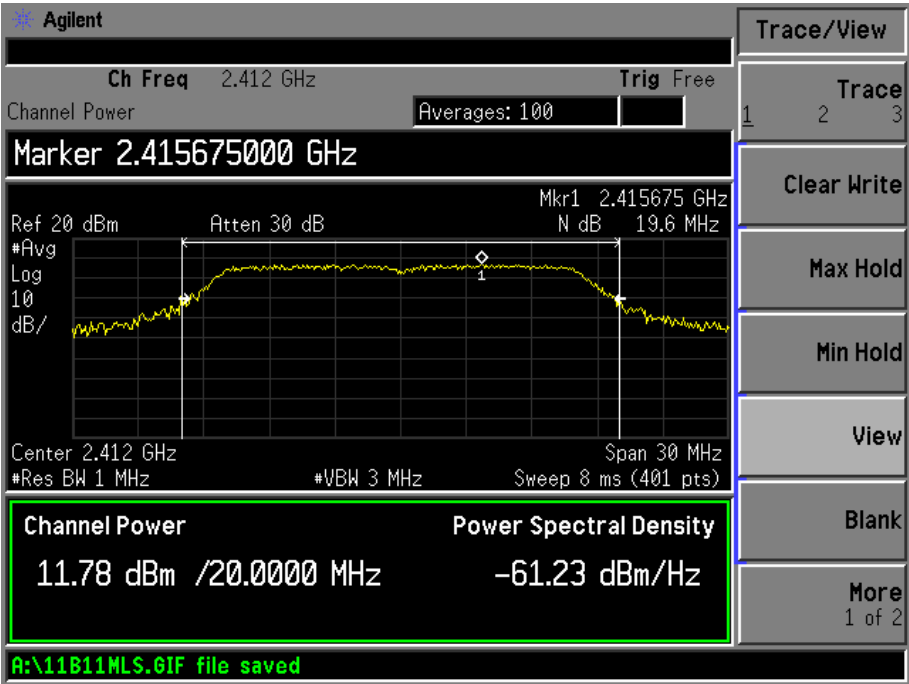 Agilent
Ch Freq 2.412 GHz Trig Free
Channel Power Averages: 100
Marker 2.415675000 GHz
Mkr1 2.415675 GHz
Ref 20 dBm Atten 30 dB N dB 19.6 MHz
#Avg
Log
10
dB/
1
Center 2.412 GHz Span 30 MHz
#Res BW 1 MHz #VBW 3 MHz Sweep 8 ms (401 pts)
Channel Power Power Spectral Density
11.78 dBm /20.0000 MHz -61.23 dBm/Hz
A:\11B11MLS.GIF file saved
Trace/View
Trace
1 2 3
Clear Write
Max Hold
Min Hold
View
Blank
More
1 of 2